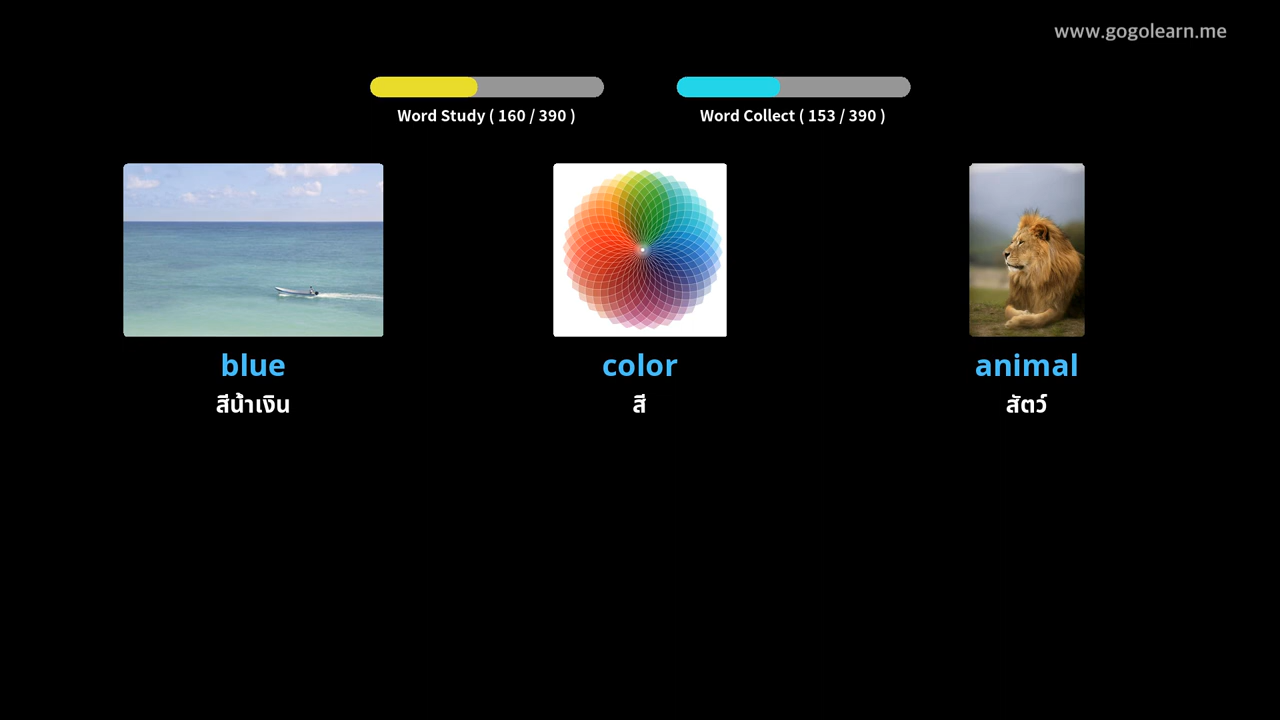 www.gogolearn.me
Word Study ( 160 / 390 )
Word Collect ( 153 / 390 )
blue
color
animal
สีน้ำเงิน
สี
สัตว์